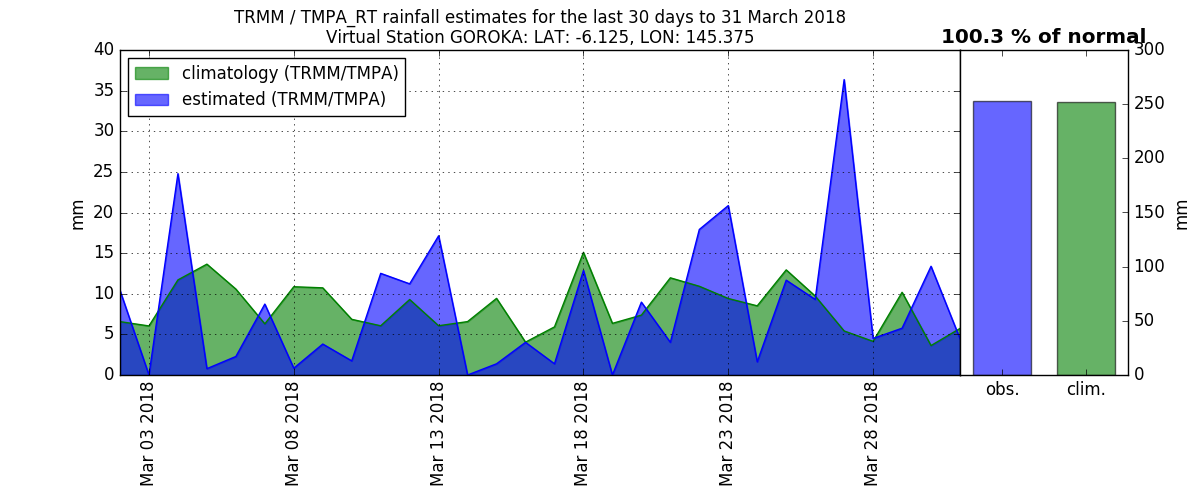 TRMM / TMPA_RT rainfall estimates for the last 30 days to 31 March 2018
Virtual Station GOROKA: LAT: -6.125, LON: 145.375
100.3 % of normal
climatology (TRMM/TMPA)
estimated (TRMM/TMPA)
mm
40
35
30
25
20
15
10
5
0
Mar 03 2018
Mar 08 2018
Mar 13 2018
Mar 18 2018
Mar 23 2018
Mar 28 2018
300
250
200
150
100
50
0
mm
obs.
clim.